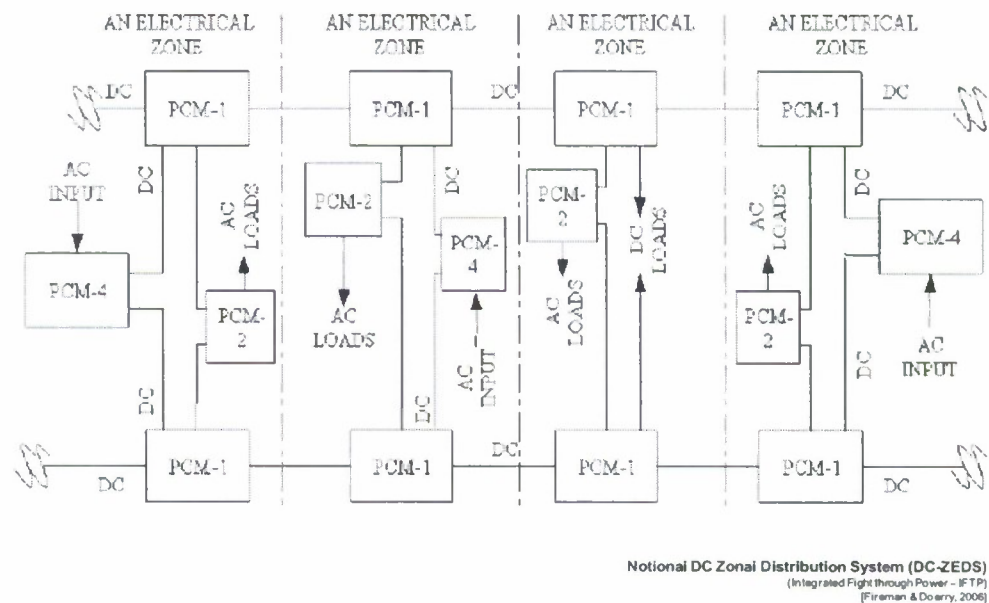 AN ELECTRICAL
ZONE
AN ELECTRICAL
ZONE
AN ELECTRICAL
ZONE
AN ELECTRICAL
ZONE
DC
PCM-1
PCM-1
DC
PCM-1
PCM-1
DC
AC
INPUT
DC
AC
LOADS
PCM-4
PCM-
2
DC
PCM-2
DC
AC
LOADS
PCM-
4
AC
INPUT
DC
PCM-
2
AC
LOADS
DC
LOADS
AC
LOADS
PCM-
2
DC
PCM-4
AC
INPUT
DC
DC
PCM-1
PCM-1
DC
PCM-1
PCM-1
DC
Notional DC Zonal Distribution System (DC-ZEDS)
(Integrated Fight through Power – IFTP)
[Fireman & Doerry, 2006]